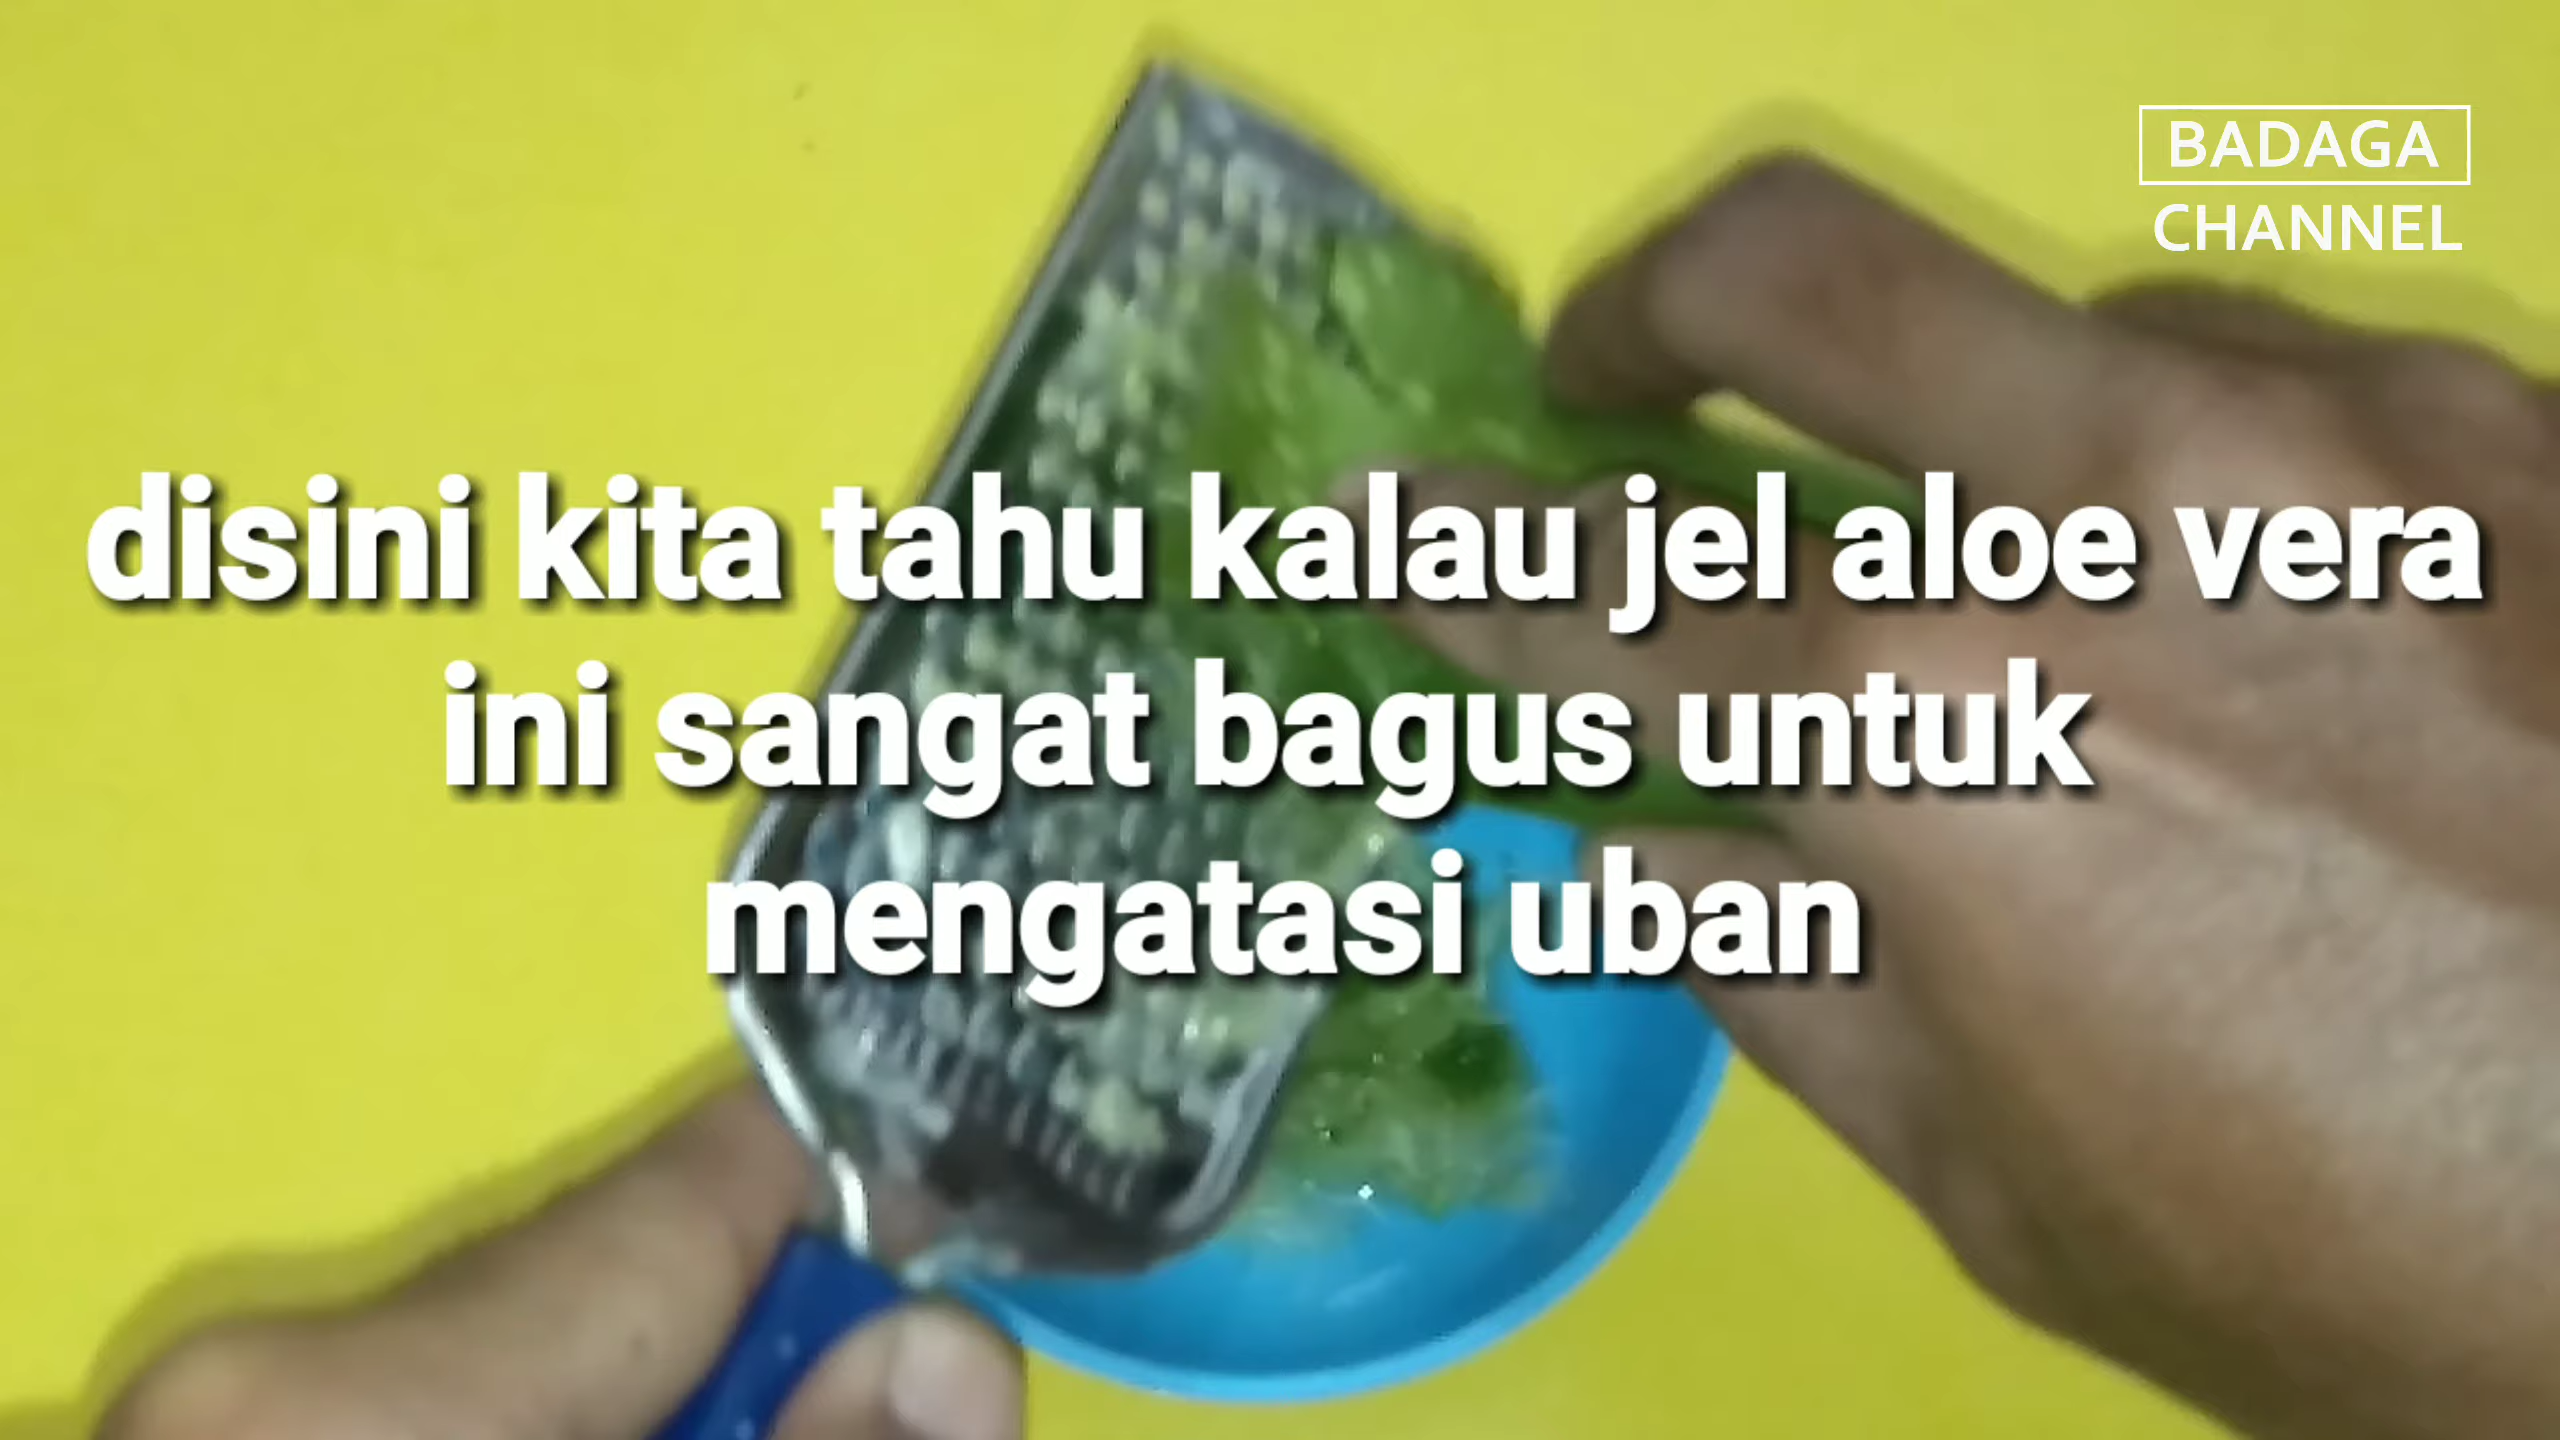 BADAGA
CHANNEL
disini kita tahu kalau jel aloe vera
ini sangat bagus untuk
mengatasi uban